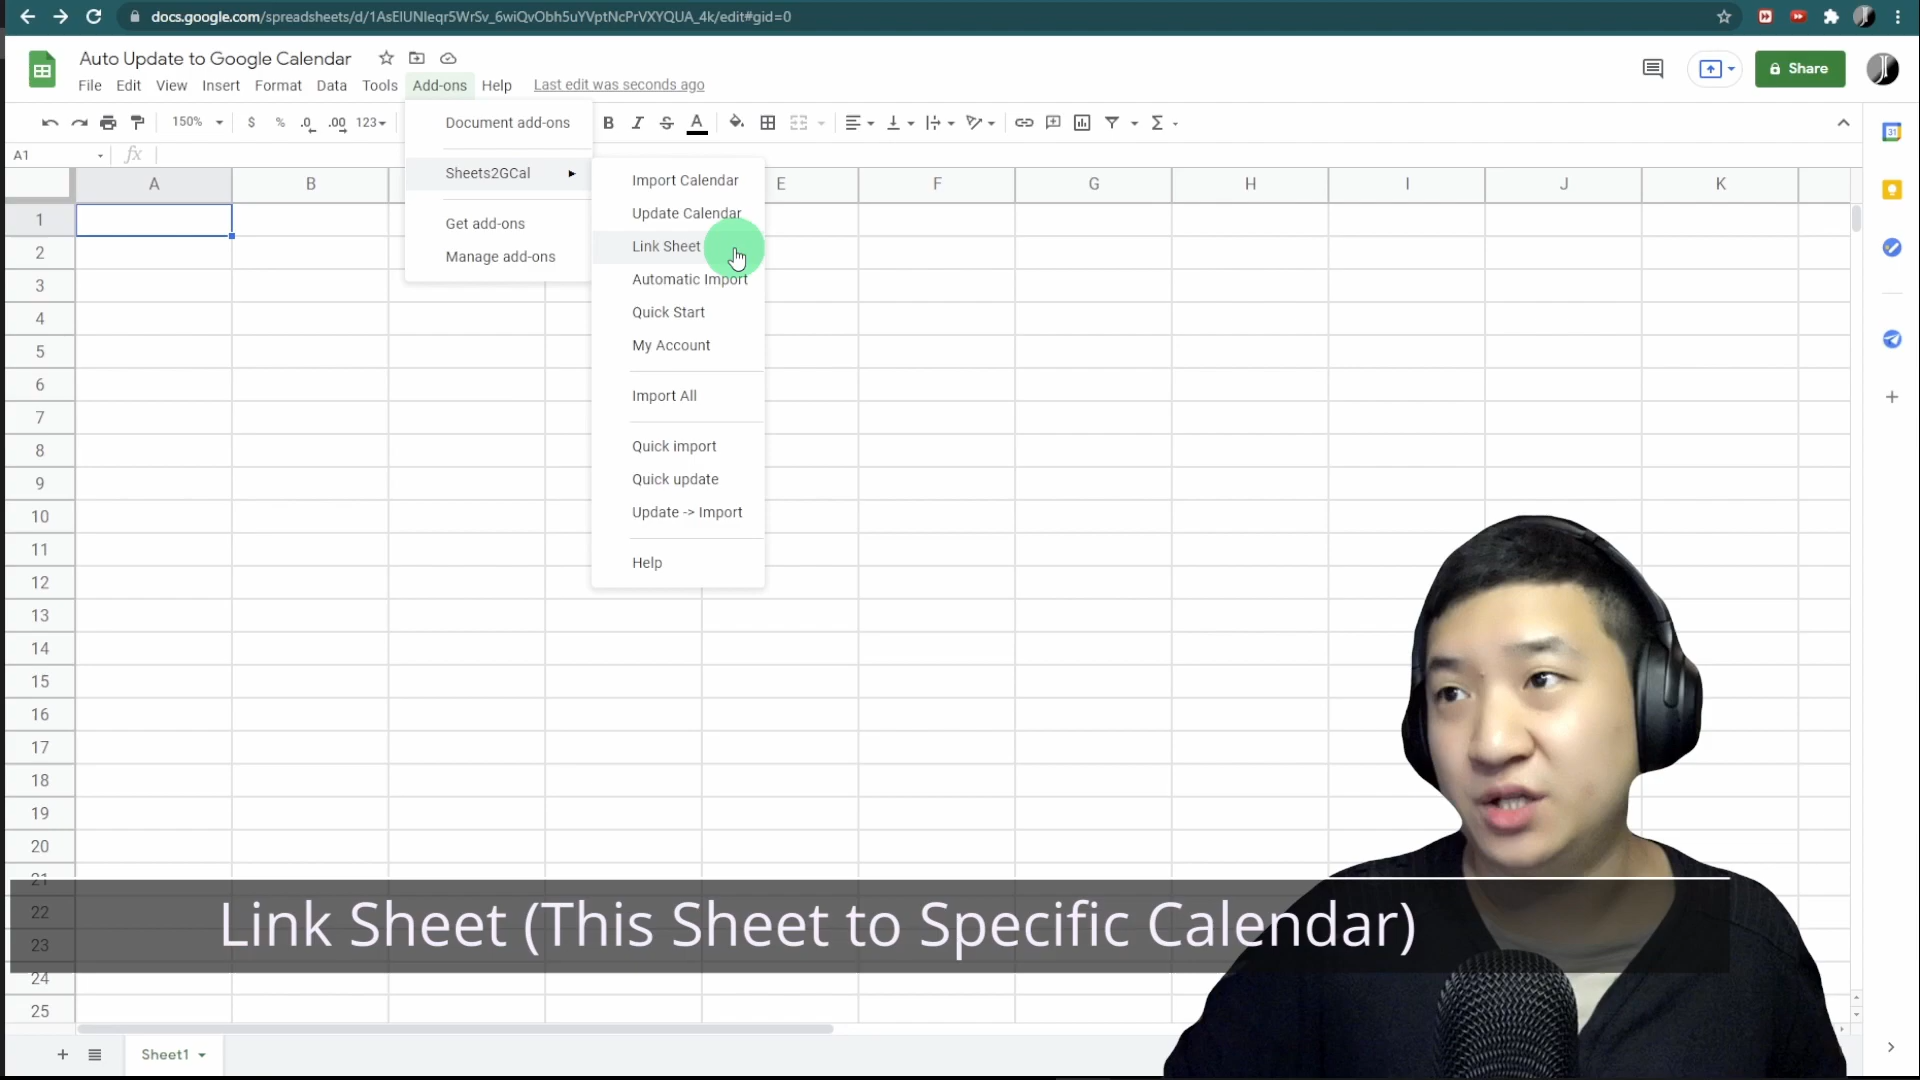 docs.google.com/spreadsheets/d/1AsEIUNIeqr5WrSv_6wiQvObh5uYVptNcPrVXYQUA_4k/edit#gid=0
Auto Update to Google Calendar
File Edit View Insert Format Data Tools Add-ons Help Last edit was seconds ago
Share
150% $ % .0 .00 123
Document add-ons
B I S A
A1 fx
Sheets2GCal
Get add-ons
Manage add-ons
Import Calendar
Update Calendar
Link Sheet
Automatic Import
Quick Start
My Account
Import All
Quick import
Quick update
Update -> Import
Help
A B E F G H I J K
1
2
3
4
5
6
7
8
9
10
11
12
13
14
15
16
17
18
19
20
21
22
23
24
25
Link Sheet (This Sheet to Specific Calendar)
Sheet1
31